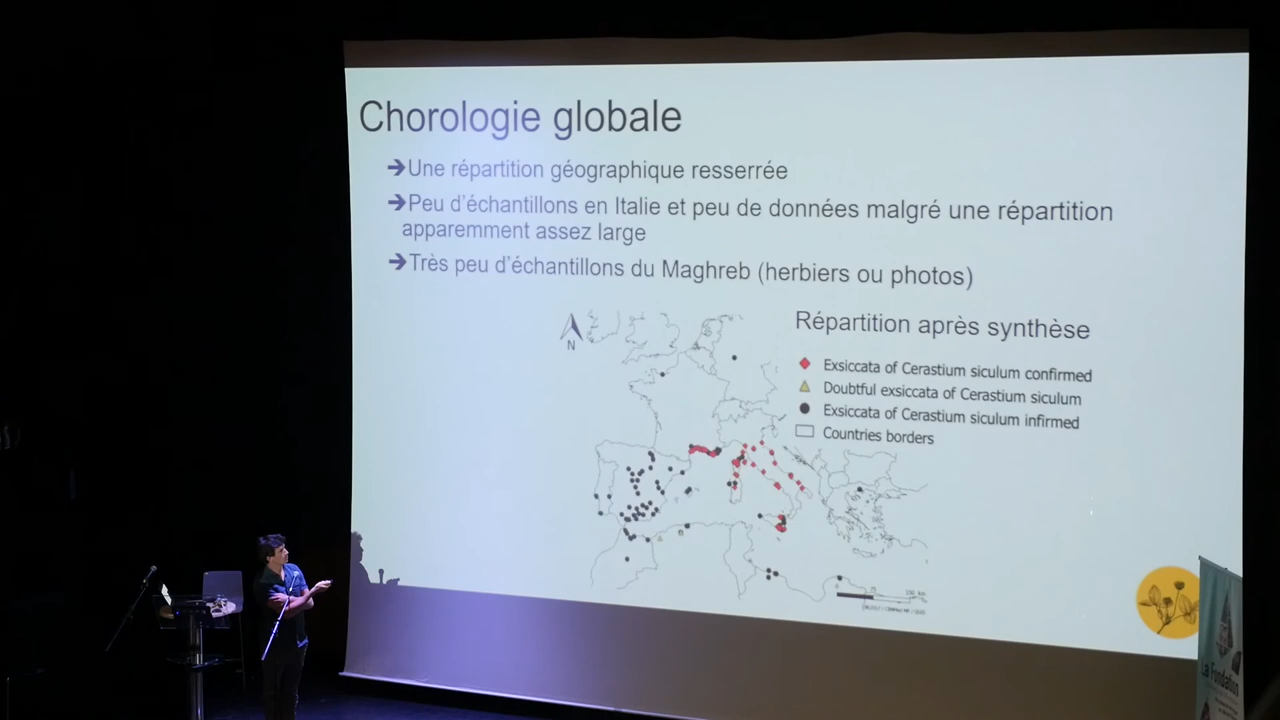 Chorologie globale
➔Une répartition géographique resserrée
➔Peu d'échantillons en Italie et peu de données malgré une répartition
apparemment assez large
➔Très peu d'échantillons du Maghreb (herbiers ou photos)
Répartition après synthèse
N
Exsiccata of Cerastium siculum confirmed
Doubtful exsiccata of Cerastium siculum
Exsiccata of Cerastium siculum infirmed
Countries borders
La Fondation